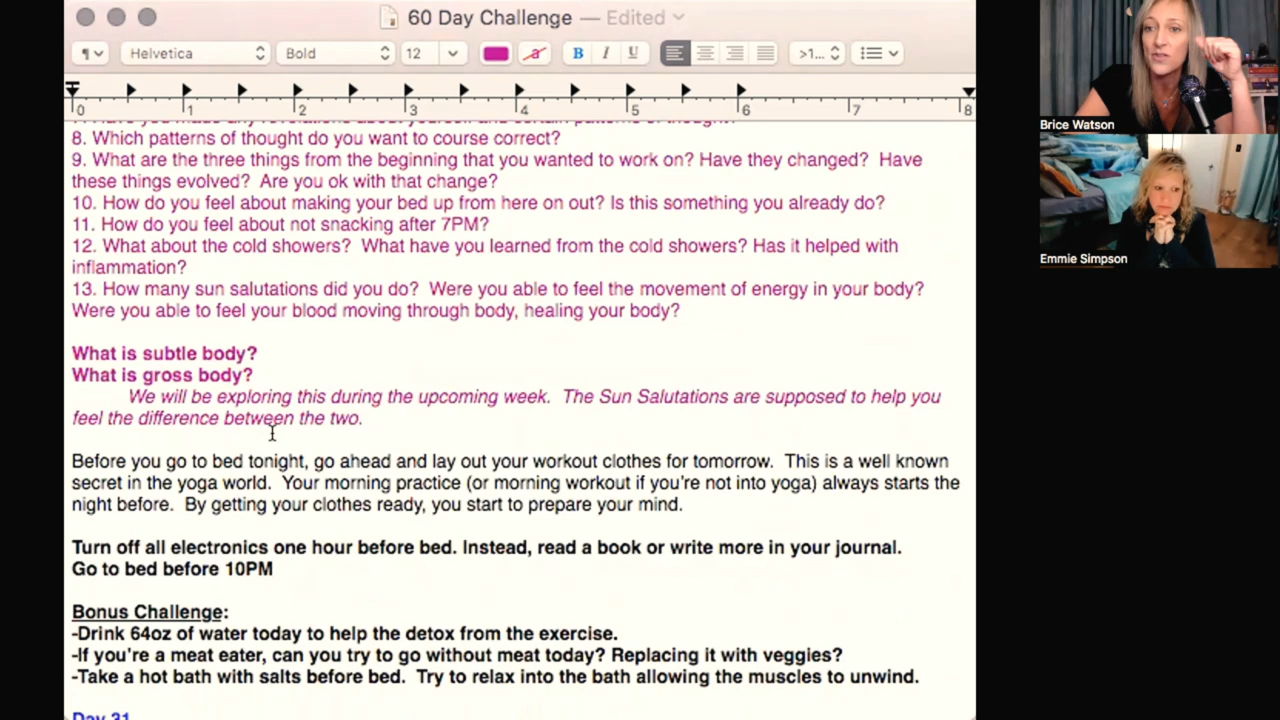 60 Day Challenge — Edited
Helvetica
Bold
12
a
B I U
>1...
0 1 2 3 4 5 6 7 8
8. Which patterns of thought do you want to course correct?
9. What are the three things from the beginning that you wanted to work on? Have they changed?  Have
these things evolved?  Are you ok with that change?
10. How do you feel about making your bed up from here on out? Is this something you already do?
11. How do you feel about not snacking after 7PM?
12. What about the cold showers?  What have you learned from the cold showers? Has it helped with
inflammation?
13. How many sun salutations did you do?  Were you able to feel the movement of energy in your body?
Were you able to feel your blood moving through body, healing your body?
What is subtle body?
What is gross body?
We will be exploring this during the upcoming week.  The Sun Salutations are supposed to help you
feel the difference between the two.
Before you go to bed tonight, go ahead and lay out your workout clothes for tomorrow.  This is a well known
secret in the yoga world.  Your morning practice (or morning workout if you're not into yoga) always starts the
night before.  By getting your clothes ready, you start to prepare your mind.
Turn off all electronics one hour before bed. Instead, read a book or write more in your journal.
Go to bed before 10PM
Bonus Challenge:
-Drink 64oz of water today to help the detox from the exercise.
-If you're a meat eater, can you try to go without meat today? Replacing it with veggies?
-Take a hot bath with salts before bed.  Try to relax into the bath allowing the muscles to unwind.
Day 31
Brice Watson
Emmie Simpson